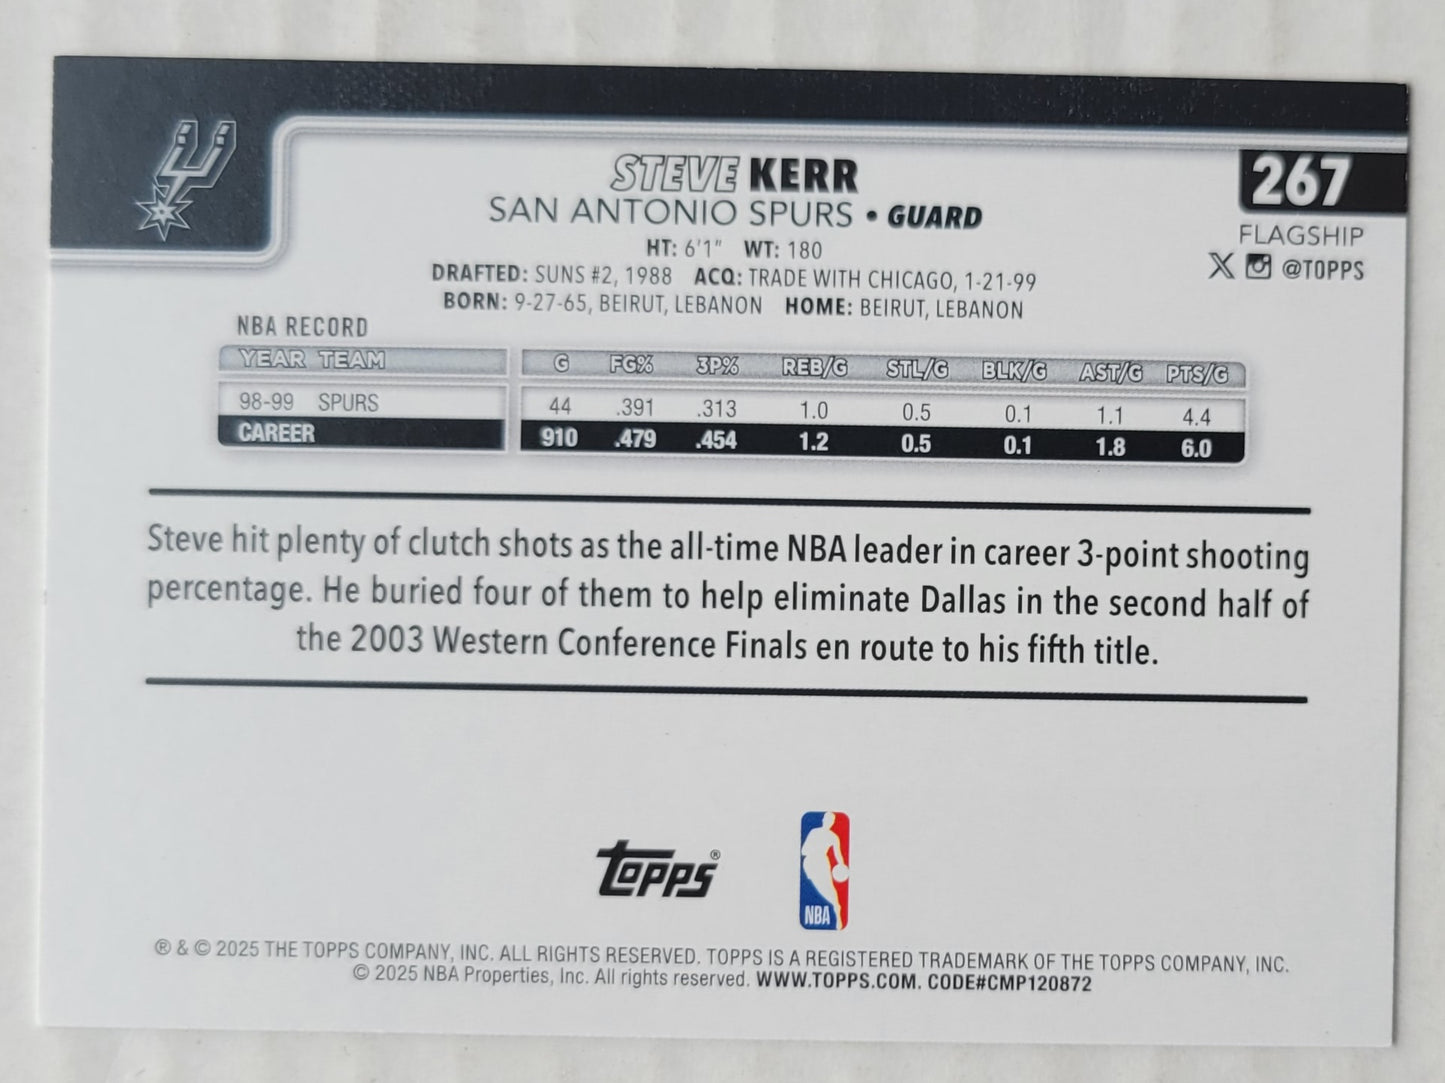 STEVE KERR
SAN ANTONIO SPURS • GUARD
HT: 6'1" WT: 180
DRAFTED: SUNS #2, 1988 ACQ: TRADE WITH CHICAGO, 1-21-99
BORN: 9-27-65, BEIRUT, LEBANON HOME: BEIRUT, LEBANON
267
FLAGSHIP
X @TOPPS
NBA RECORD
YEAR TEAM G FG% 3P% REB/G STL/G BLK/G AST/G PTS/G
98-99 SPURS 44 .391 .313 1.0 0.5 0.1 1.1 4.4
CAREER 910 .479 .454 1.2 0.5 0.1 1.8 6.0
Steve hit plenty of clutch shots as the all-time NBA leader in career 3-point shooting
percentage. He buried four of them to help eliminate Dallas in the second half of
the 2003 Western Conference Finals en route to his fifth title.
TOPPS®
NBA
® & © 2025 THE TOPPS COMPANY, INC. ALL RIGHTS RESERVED. TOPPS IS A REGISTERED TRADEMARK OF THE TOPPS COMPANY, INC.
© 2025 NBA Properties, Inc. All rights reserved. WWW.TOPPS.COM. CODE#CMP120872